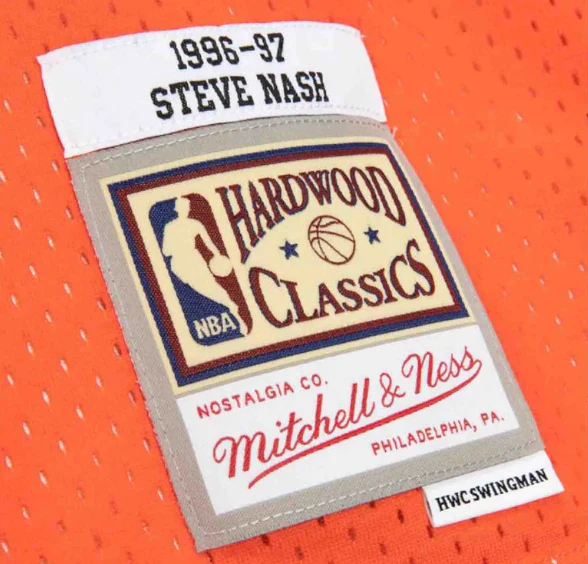 1996-97
STEVE NASH
HARDWOOD
CLASSICS
NBA
NOSTALGIA CO.
Mitchell & Ness
PHILADELPHIA, PA.
HWC SWINGMAN